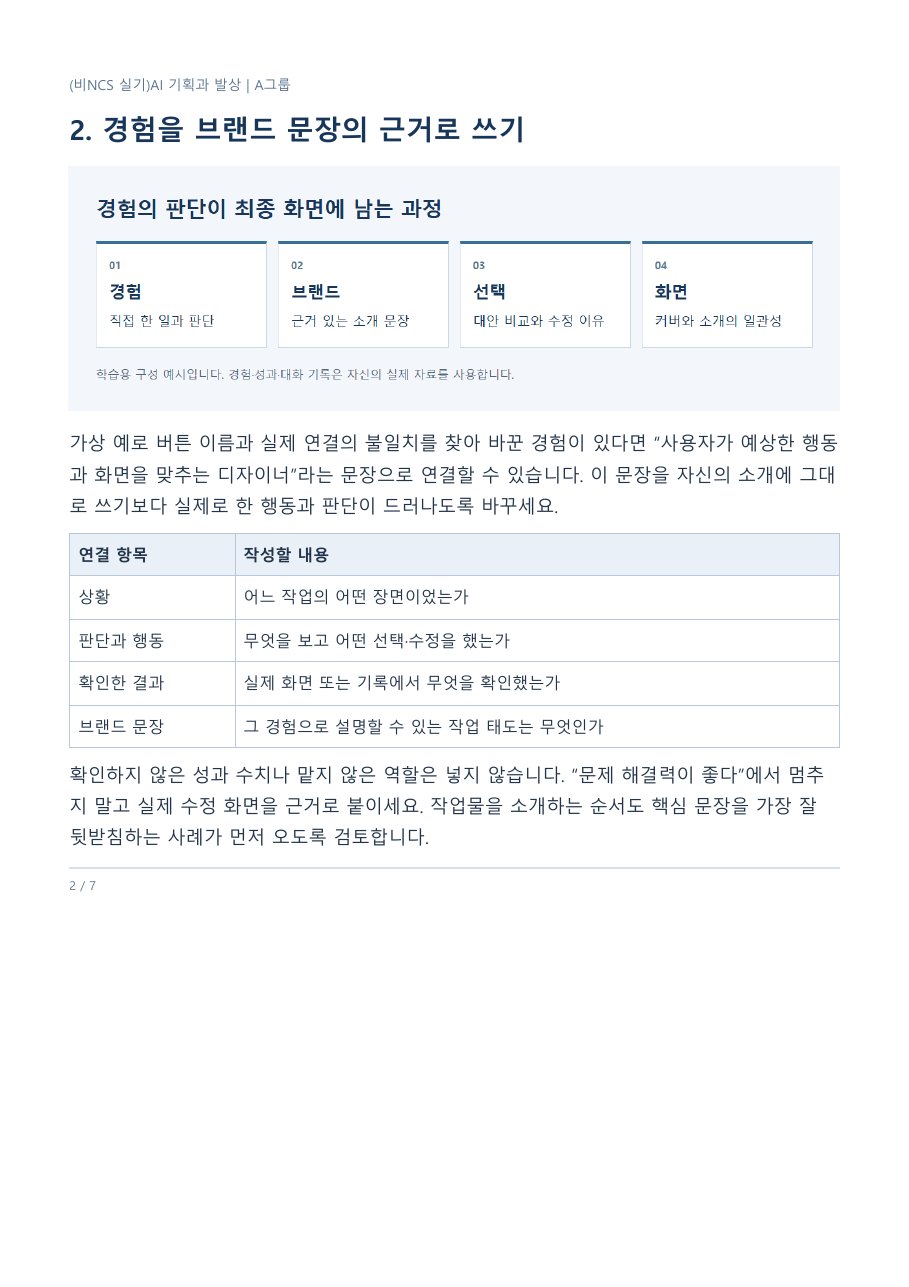 (비NCS 실기)AI 기획과 발상 | A그룹
2. 경험을 브랜드 문장의 근거로 쓰기
경험의 판단이 최종 화면에 남는 과정
01
경험
직접 한 일과 판단
02
브랜드
근거 있는 소개 문장
03
선택
대안 비교와 수정 이유
04
화면
커버와 소개의 일관성
학습용 구성 예시입니다. 경험·성과·대화 기록은 자신의 실제 자료를 사용합니다.
가상 예로 버튼 이름과 실제 연결의 불일치를 찾아 바꾼 경험이 있다면 “사용자가 예상한 행동
과 화면을 맞추는 디자이너”라는 문장으로 연결할 수 있습니다. 이 문장을 자신의 소개에 그대
로 쓰기보다 실제로 한 행동과 판단이 드러나도록 바꾸세요.
연결 항목 작성할 내용
상황 어느 작업의 어떤 장면이었는가
판단과 행동 무엇을 보고 어떤 선택·수정을 했는가
확인한 결과 실제 화면 또는 기록에서 무엇을 확인했는가
브랜드 문장 그 경험으로 설명할 수 있는 작업 태도는 무엇인가
확인하지 않은 성과 수치나 맡지 않은 역할은 넣지 않습니다. “문제 해결력이 좋다”에서 멈추
지 말고 실제 수정 화면을 근거로 붙이세요. 작업물을 소개하는 순서도 핵심 문장을 가장 잘
뒷받침하는 사례가 먼저 오도록 검토합니다.
2 / 7